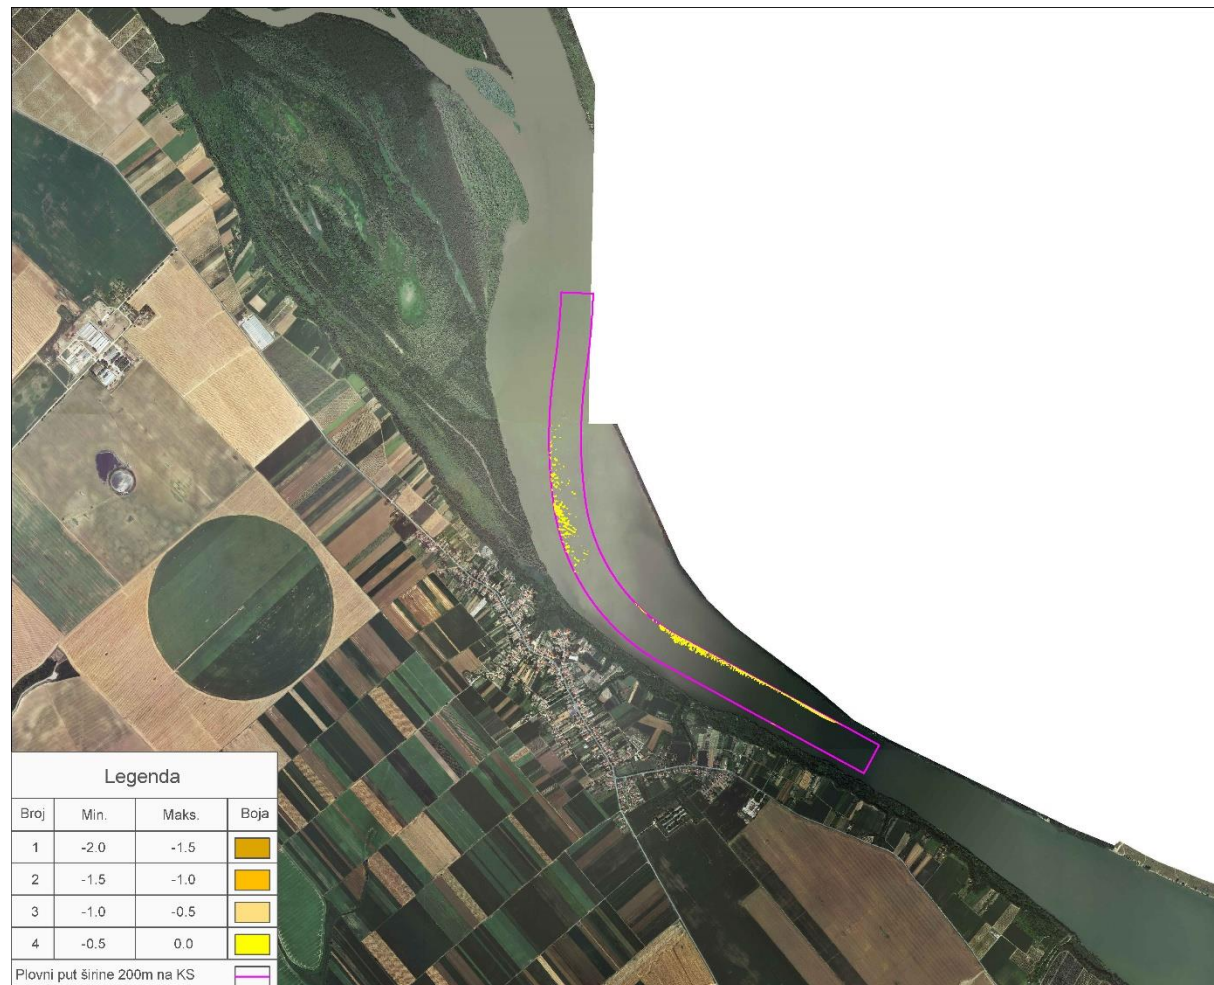 Legenda
Broj Min. Maks. Boja
1 -2.0 -1.5
2 -1.5 -1.0
3 -1.0 -0.5
4 -0.5 0.0
Plovni put širine 200m na KS